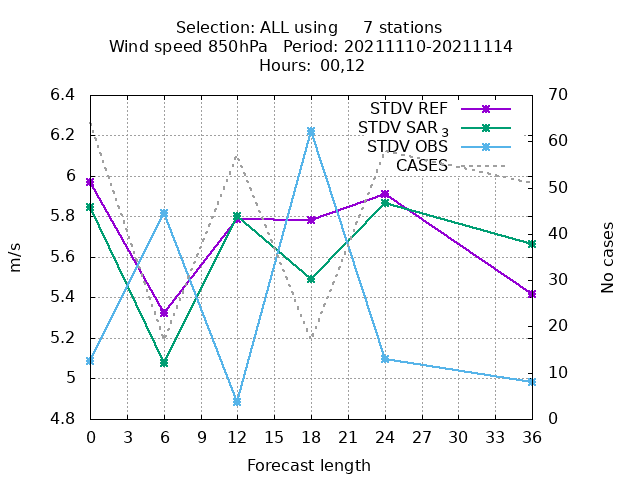 Selection: ALL using     7 stations
Wind speed 850hPa   Period: 20211110-20211114
Hours: 00,12
6.4
6.2
6
5.8
5.6
5.4
5.2
5
4.8
m/s
STDV REF
STDV SAR3
STDV OBS
CASES
70
60
50
40
30
20
10
0
No cases
0 3 6 9 12 15 18 21 24 27 30 33 36
Forecast length